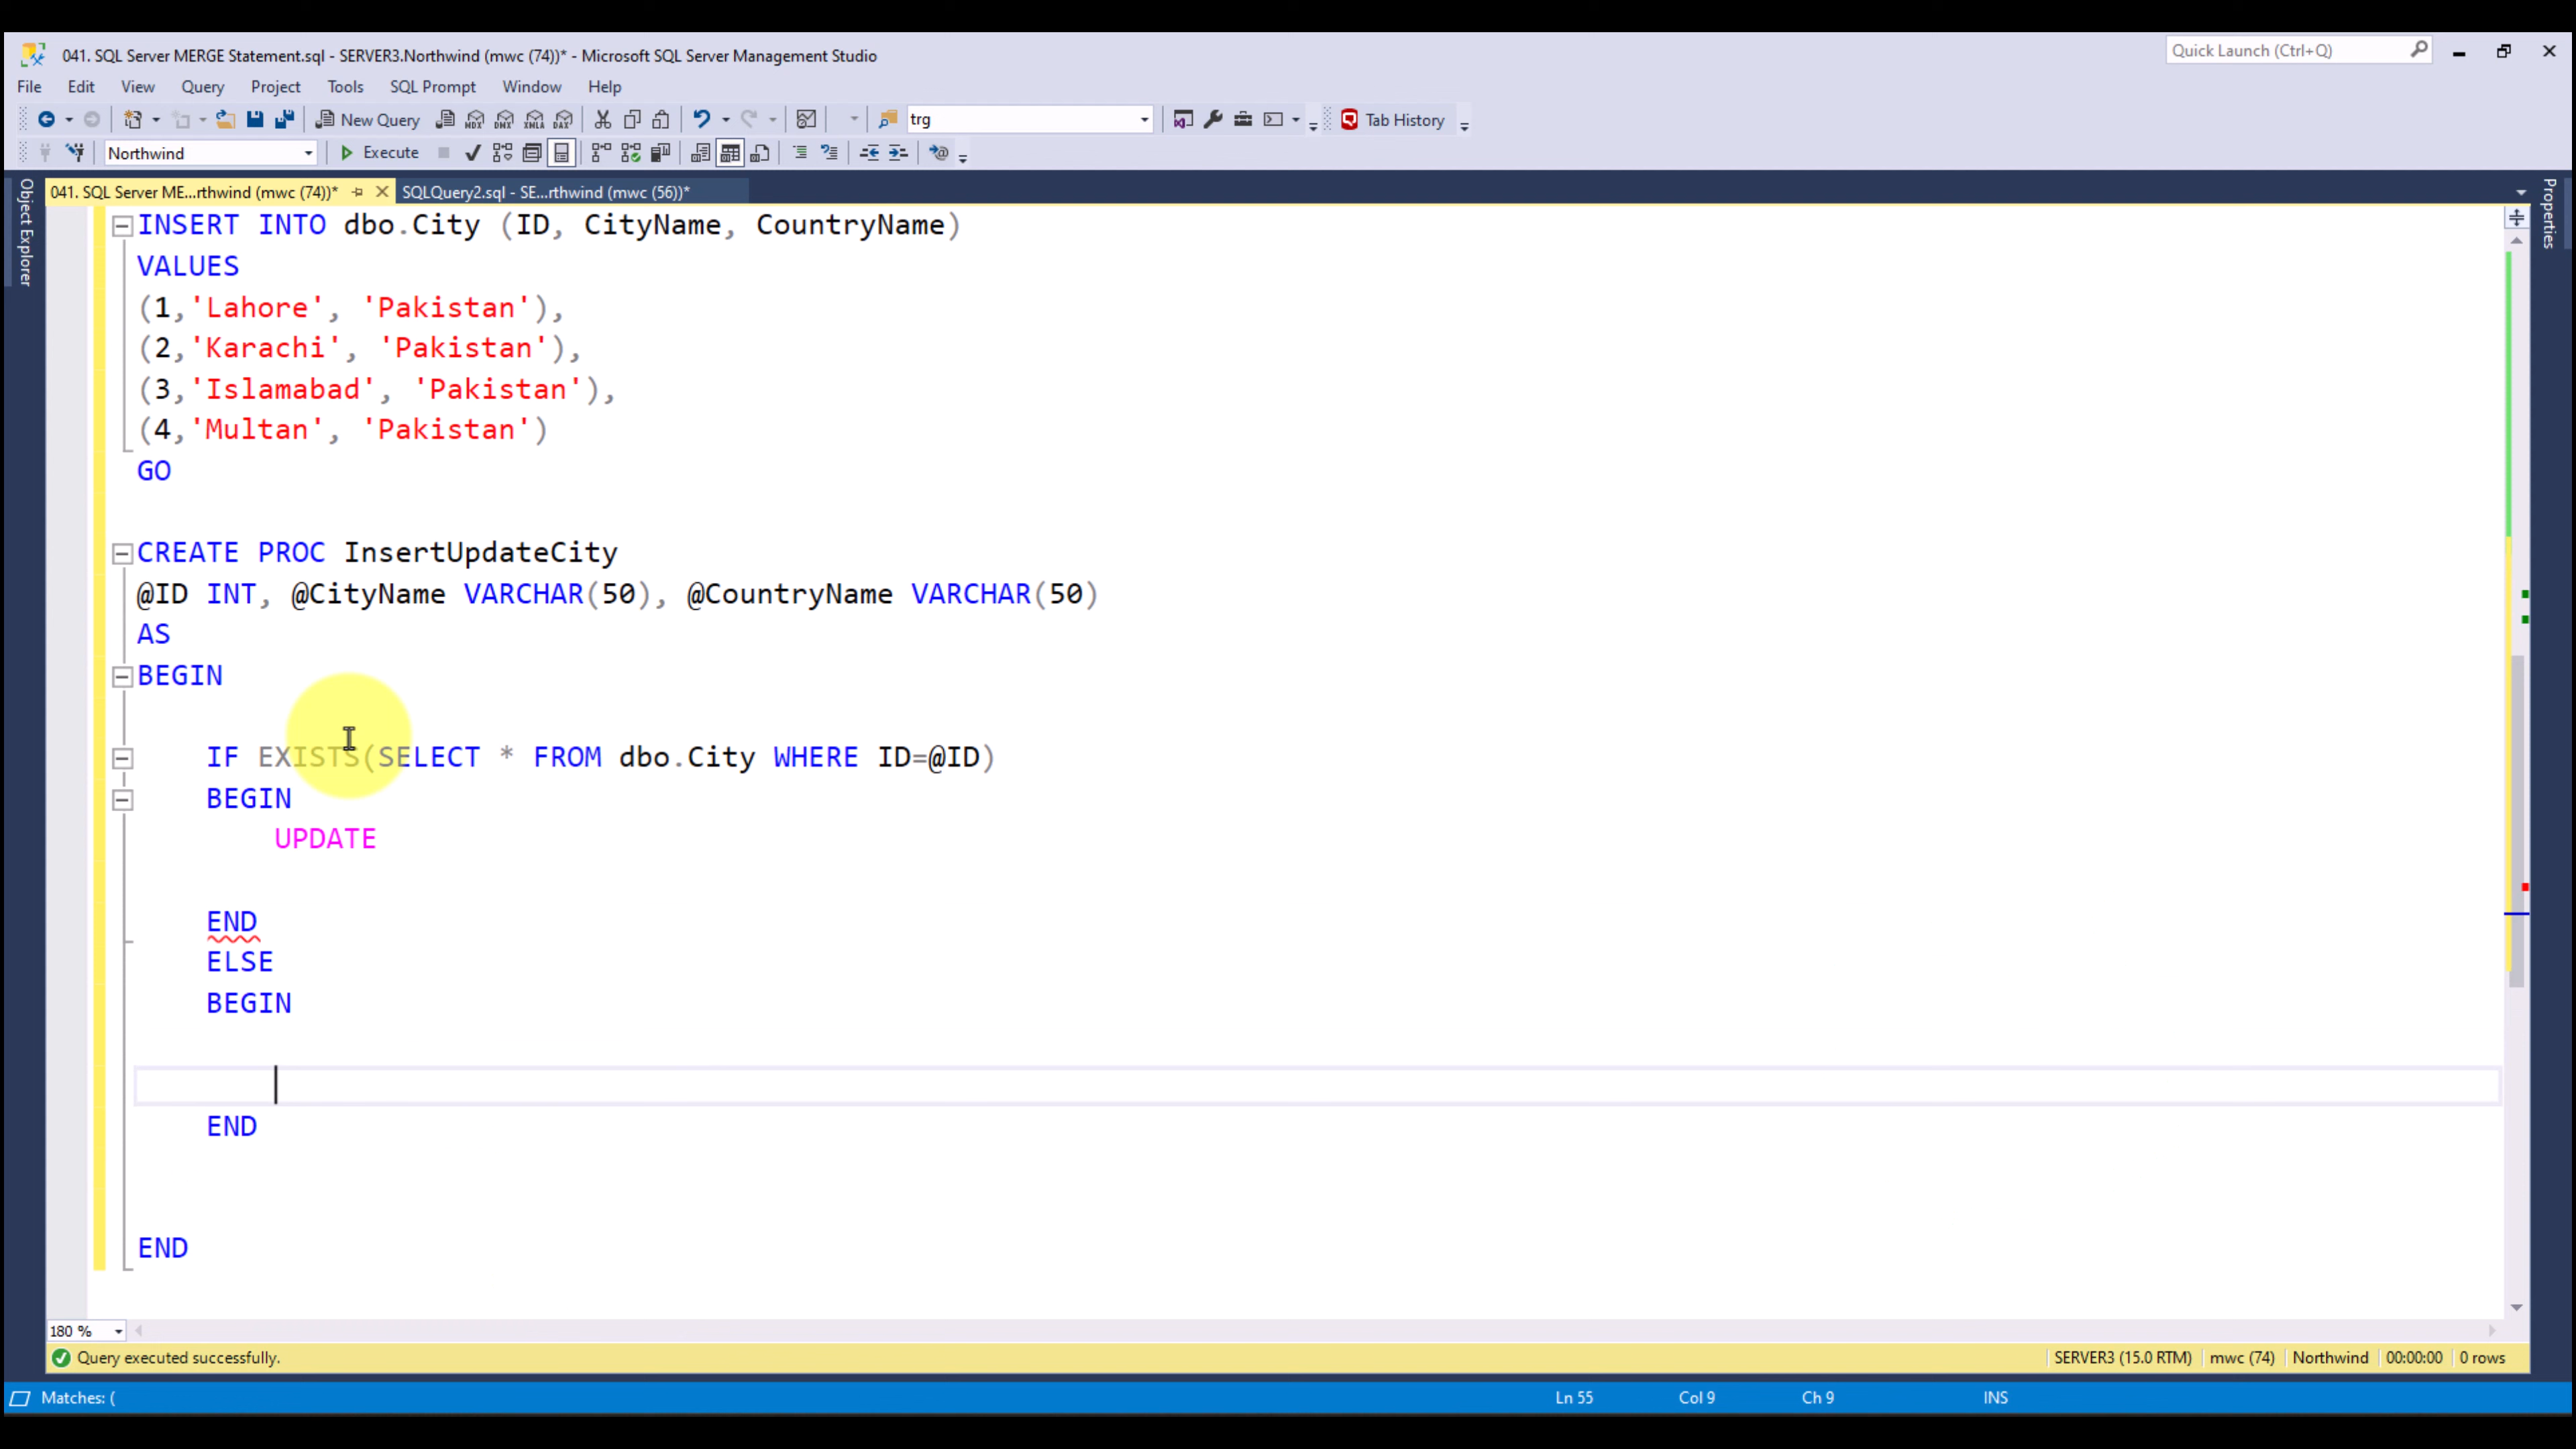 041. SQL Server MERGE Statement.sql - SERVER3.Northwind (mwc (74))* - Microsoft SQL Server Management Studio
Quick Launch (Ctrl+Q)
File Edit View Query Project Tools SQL Prompt Window Help
New Query MDX DMX XMLA DAX trg Tab History
Northwind Execute
041. SQL Server ME...rthwind (mwc (74))* SQLQuery2.sql - SE...rthwind (mwc (56))*
Object Explorer
Properties
INSERT INTO dbo.City (ID, CityName, CountryName)
VALUES
(1,'Lahore', 'Pakistan'),
(2,'Karachi', 'Pakistan'),
(3,'Islamabad', 'Pakistan'),
(4,'Multan', 'Pakistan')
GO
CREATE PROC InsertUpdateCity
@ID INT, @CityName VARCHAR(50), @CountryName VARCHAR(50)
AS
BEGIN
IF EXISTS(SELECT * FROM dbo.City WHERE ID=@ID)
BEGIN
UPDATE
END
ELSE
BEGIN
END
END
180 %
Query executed successfully. SERVER3 (15.0 RTM) mwc (74) Northwind 00:00:00 0 rows
Matches: ( Ln 55 Col 9 Ch 9 INS